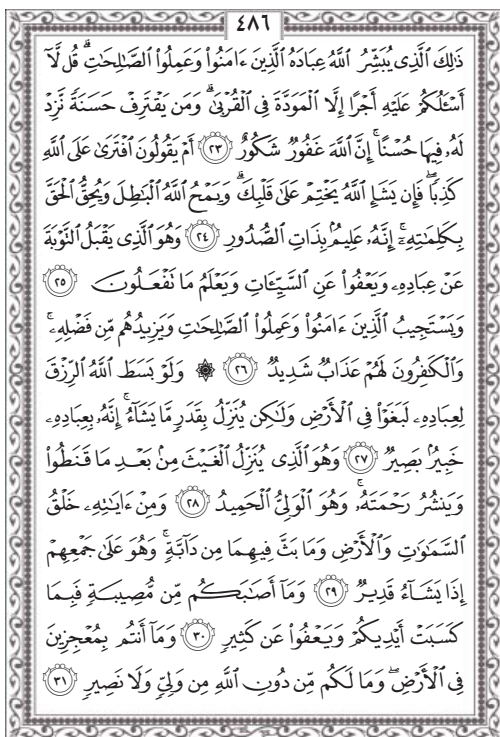 ٤٨٦
ذَٰلِكَ ٱلَّذِى يُبَشِّرُ ٱللَّهُ عِبَادَهُ ٱلَّذِينَ ءَامَنُوا۟ وَعَمِلُوا۟ ٱلصَّٰلِحَٰتِ ۗ قُل لَّآ
أَسْـَٔلُكُمْ عَلَيْهِ أَجْرًا إِلَّا ٱلْمَوَدَّةَ فِى ٱلْقُرْبَىٰ ۗ وَمَن يَقْتَرِفْ حَسَنَةً نَّزِدْ
لَهُۥ فِيهَا حُسْنًا ۚ إِنَّ ٱللَّهَ غَفُورٌ شَكُورٌ ٢٣ أَمْ يَقُولُونَ ٱفْتَرَىٰ عَلَى ٱللَّهِ
كَذِبًا ۖ فَإِن يَشَإِ ٱللَّهُ يَخْتِمْ عَلَىٰ قَلْبِكَ ۗ وَيَمْحُ ٱللَّهُ ٱلْبَٰطِلَ وَيُحِقُّ ٱلْحَقَّ
بِكَلِمَٰتِهِۦٓ ۚ إِنَّهُۥ عَلِيمٌۢ بِذَاتِ ٱلصُّدُورِ ٢٤ وَهُوَ ٱلَّذِى يَقْبَلُ ٱلتَّوْبَةَ
عَنْ عِبَادِهِۦ وَيَعْفُوا۟ عَنِ ٱلسَّيِّـَٔاتِ وَيَعْلَمُ مَا تَفْعَلُونَ ٢٥
وَيَسْتَجِيبُ ٱلَّذِينَ ءَامَنُوا۟ وَعَمِلُوا۟ ٱلصَّٰلِحَٰتِ وَيَزِيدُهُم مِّن فَضْلِهِۦ ۚ
وَٱلْكَٰفِرُونَ لَهُمْ عَذَابٌ شَدِيدٌ ٢٦ ۞ وَلَوْ بَسَطَ ٱللَّهُ ٱلرِّزْقَ
لِعِبَادِهِۦ لَبَغَوْا۟ فِى ٱلْأَرْضِ وَلَٰكِن يُنَزِّلُ بِقَدَرٍ مَّا يَشَآءُ ۚ إِنَّهُۥ بِعِبَادِهِۦ
خَبِيرٌۢ بَصِيرٌ ٢٧ وَهُوَ ٱلَّذِى يُنَزِّلُ ٱلْغَيْثَ مِنۢ بَعْدِ مَا قَنَطُوا۟
وَيَنشُرُ رَحْمَتَهُۥ ۚ وَهُوَ ٱلْوَلِىُّ ٱلْحَمِيدُ ٢٨ وَمِنْ ءَايَٰتِهِۦ خَلْقُ
ٱلسَّمَٰوَٰتِ وَٱلْأَرْضِ وَمَا بَثَّ فِيهِمَا مِن دَآبَّةٍ ۚ وَهُوَ عَلَىٰ جَمْعِهِمْ
إِذَا يَشَآءُ قَدِيرٌ ٢٩ وَمَآ أَصَٰبَكُم مِّن مُّصِيبَةٍ فَبِمَا
كَسَبَتْ أَيْدِيكُمْ وَيَعْفُوا۟ عَن كَثِيرٍ ٣٠ وَمَآ أَنتُم بِمُعْجِزِينَ
فِى ٱلْأَرْضِ ۖ وَمَا لَكُم مِّن دُونِ ٱللَّهِ مِن وَلِىٍّ وَلَا نَصِيرٍ ٣١